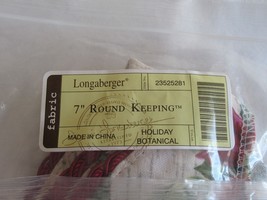 fabric
Longaberger®
23525281
7" ROUND KEEPING™
MADE IN CHINA
HOLIDAY
BOTANICAL